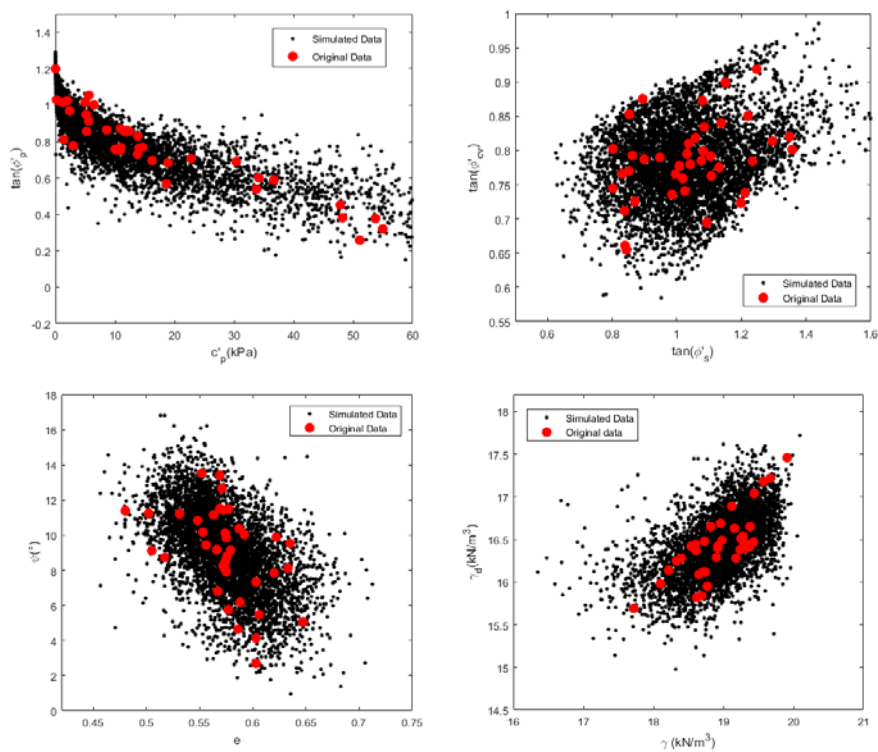 1.4
1.2
1
0.8
0.6
0.4
0.2
0
-0.2
tan(ϕ'p)
Simulated Data
Original Data
0 10 20 30 40 50 60
c'p(kPa)
1
0.95
0.9
0.85
0.8
0.75
0.7
0.65
0.6
0.55
tan(ϕ'cv)
Simulated Data
Original Data
0.6 0.8 1 1.2 1.4 1.6
tan(ϕ's)
18
16
14
12
10
8
6
4
2
0
ψ(°)
Simulated Data
Original Data
0.45 0.5 0.55 0.6 0.65 0.7 0.75
e
18
17.5
17
16.5
16
15.5
15
14.5
γd(kN/m³)
Simulated Data
Original data
16 17 18 19 20 21
γ (kN/m³)